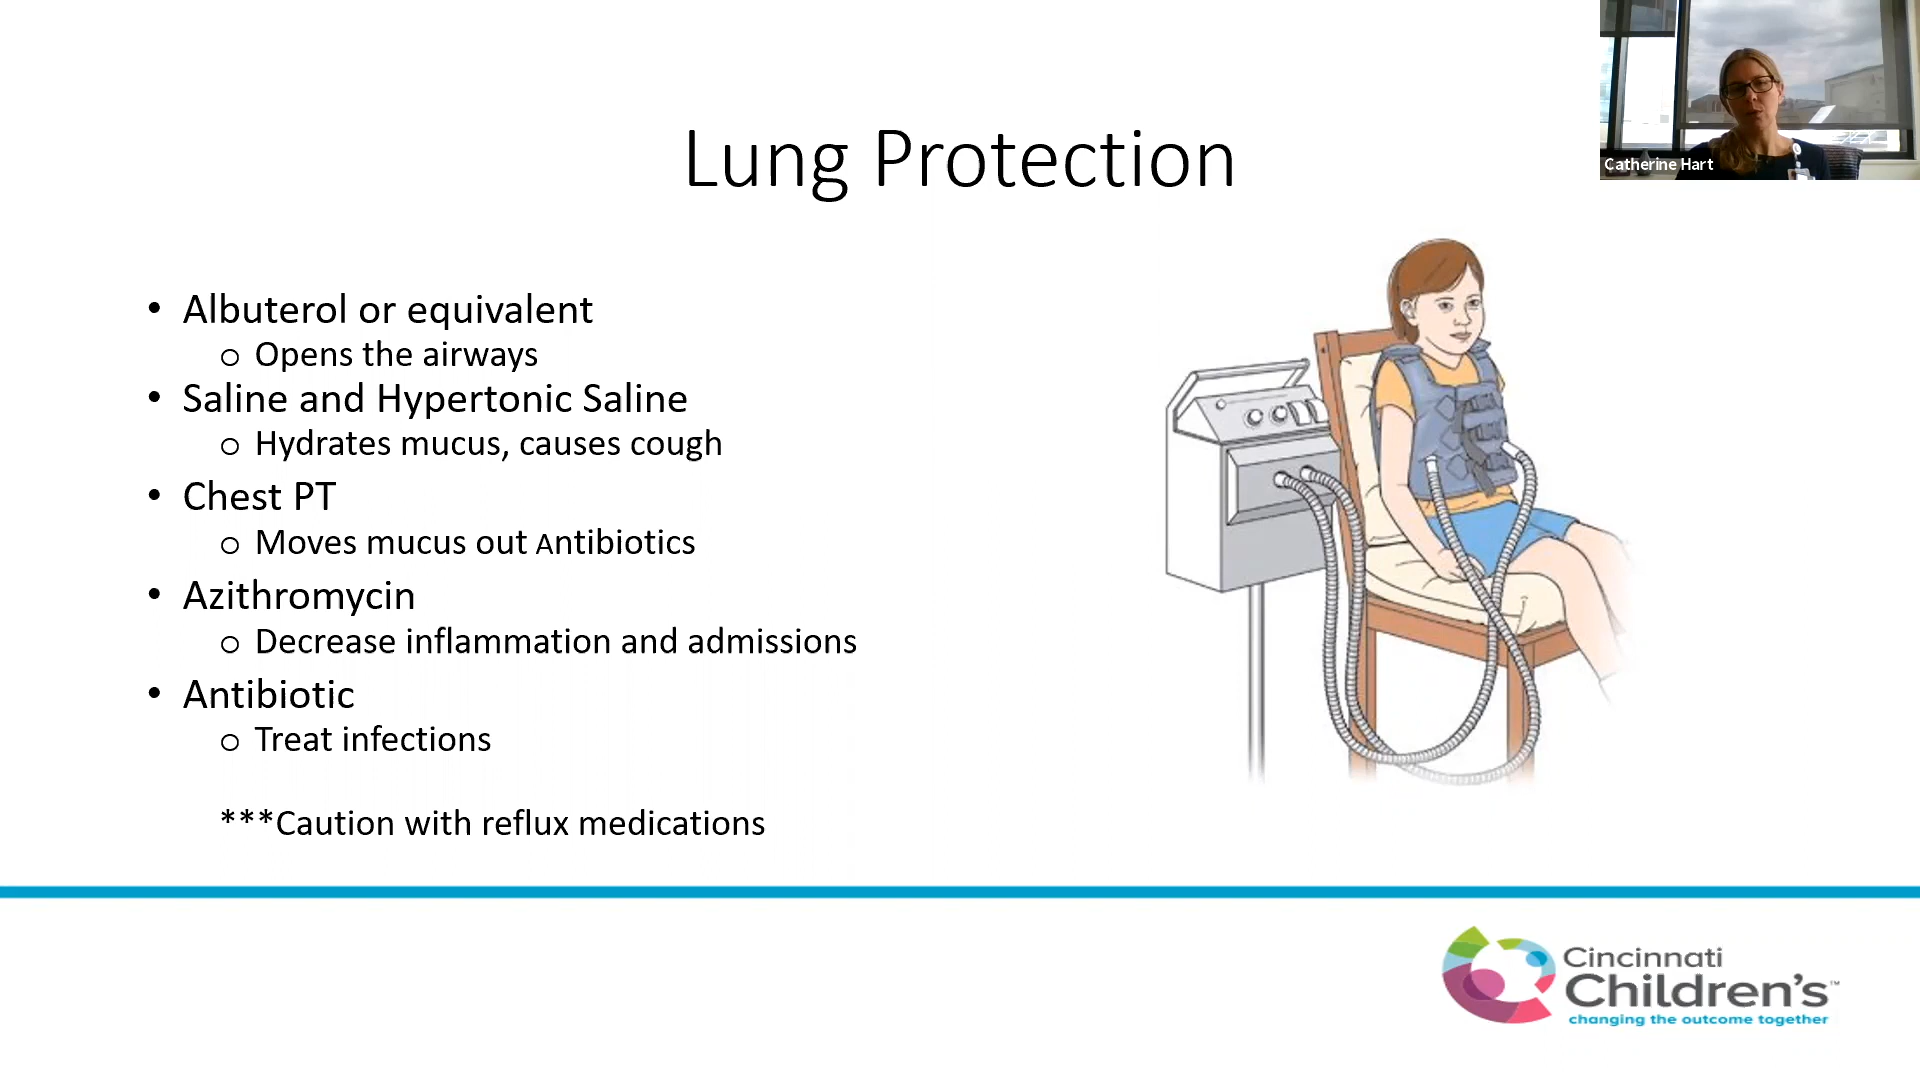 Catherine Hart
Lung Protection
• Albuterol or equivalent
o Opens the airways
• Saline and Hypertonic Saline
o Hydrates mucus, causes cough
• Chest PT
o Moves mucus out Antibiotics
• Azithromycin
o Decrease inflammation and admissions
• Antibiotic
o Treat infections
***Caution with reflux medications
Cincinnati
Children's™
changing the outcome together